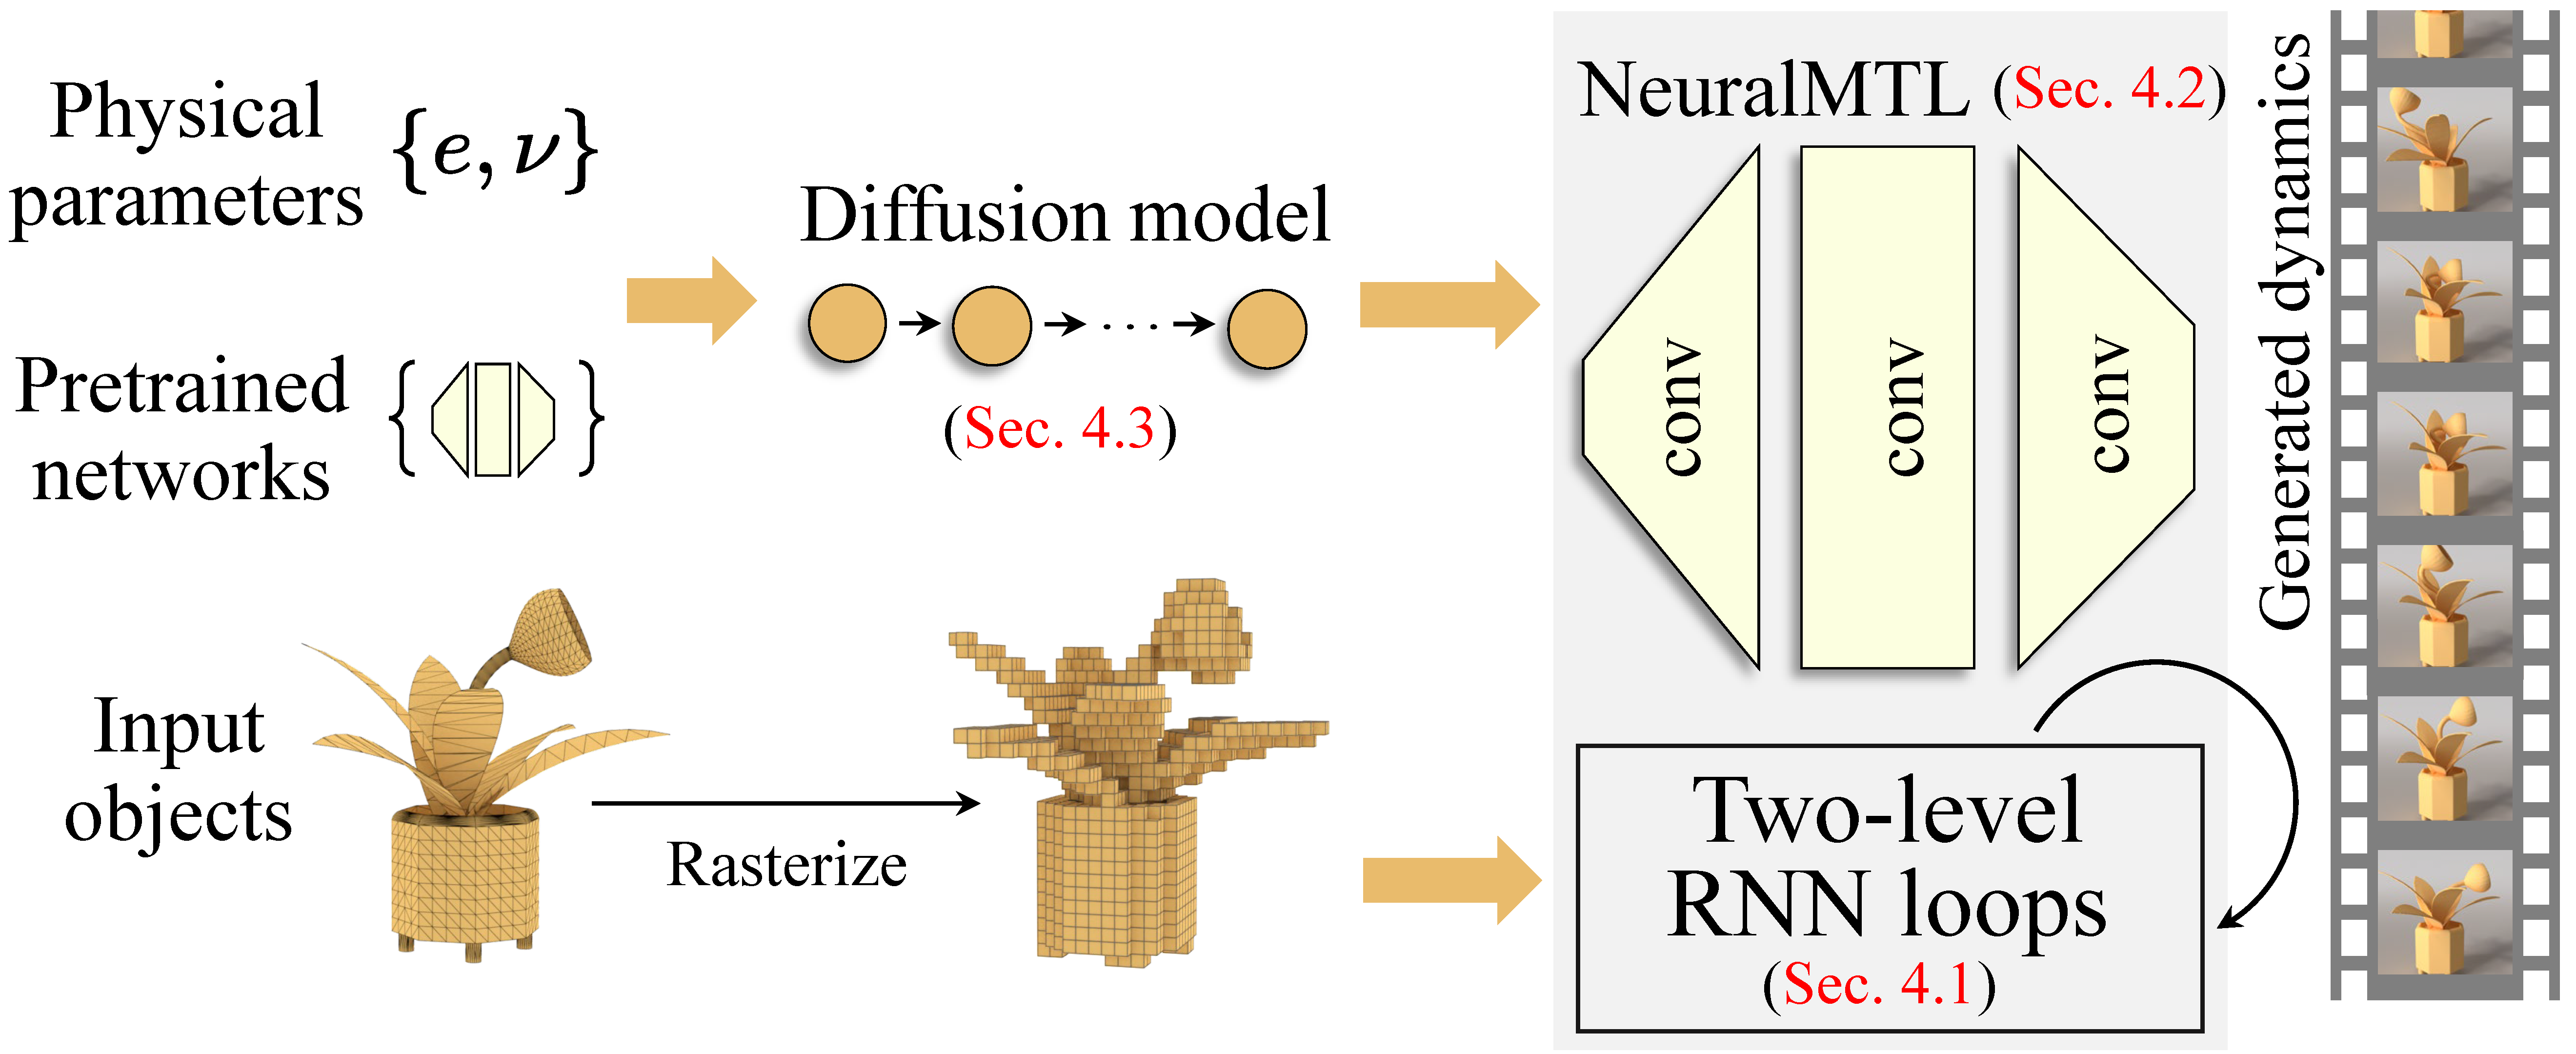 Physical
parameters
{e, ν}
Pretrained
networks
{ }
Input
objects
Rasterize
Diffusion model
...
(Sec. 4.3)
NeuralMTL (Sec. 4.2)
conv
conv
conv
Two-level
RNN loops
(Sec. 4.1)
Generated dynamics